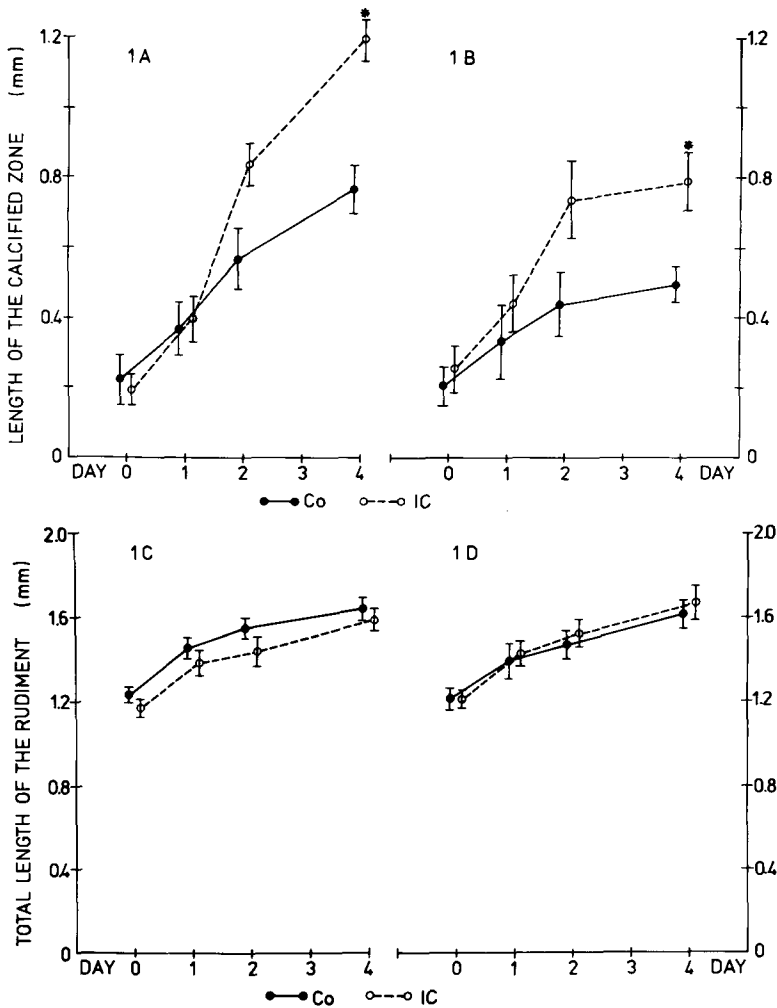 1A
1B
*
*
LENGTH OF THE CALCIFIED ZONE (mm)
1.2
0.8
0.4
0
1.2
0.8
0.4
0
DAY 0 1 2 3 4
0 1 2 3 4 DAY
Co IC
1C
1D
TOTAL LENGTH OF THE RUDIMENT (mm)
2.0
1.6
1.2
0.8
0.4
0
2.0
1.6
1.2
0.8
0.4
0
DAY 0 1 2 3 4
0 1 2 3 4 DAY
Co IC